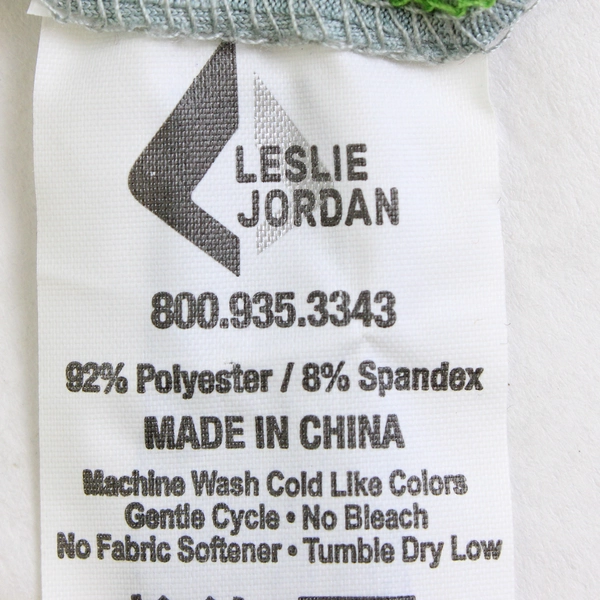 LESLIE
JORDAN
800.935.3343
92% Polyester / 8% Spandex
MADE IN CHINA
Machine Wash Cold Like Colors
Gentle Cycle • No Bleach
No Fabric Softener • Tumble Dry Low